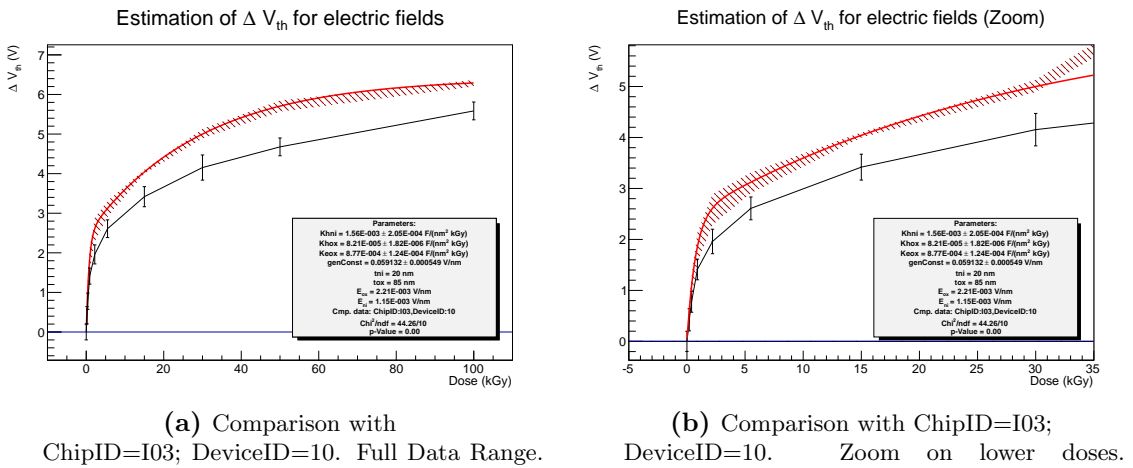 Estimation of Δ V_th for electric fields
Δ V_th (V)
7
6
5
4
3
2
1
0
0 20 40 60 80 100
Dose (kGy)
Parameters:
Khni = 1.56E-003 ± 2.05E-004 F/(nm² kGy)
Khox = 8.21E-005 ± 1.82E-006 F/(nm² kGy)
Keox = 8.77E-004 ± 1.24E-004 F/(nm² kGy)
genConst = 0.059132 ± 0.000549 V/nm
tni = 20 nm
tox = 85 nm
E_ox = 2.21E-003 V/nm
E_ni = 1.15E-003 V/nm
Cmp. data: ChipID:I03,DeviceID:10
Chi²/ndf = 44.26/10
p-Value = 0.00
(a) Comparison with
ChipID=I03; DeviceID=10. Full Data Range.
Estimation of Δ V_th for electric fields (Zoom)
Δ V_th (V)
5
4
3
2
1
0
-5 0 5 10 15 20 25 30 35
Dose (kGy)
Parameters:
Khni = 1.56E-003 ± 2.05E-004 F/(nm² kGy)
Khox = 8.21E-005 ± 1.82E-006 F/(nm² kGy)
Keox = 8.77E-004 ± 1.24E-004 F/(nm² kGy)
genConst = 0.059132 ± 0.000549 V/nm
tni = 20 nm
tox = 85 nm
E_ox = 2.21E-003 V/nm
E_ni = 1.15E-003 V/nm
Cmp. data: ChipID:I03,DeviceID:10
Chi²/ndf = 44.26/10
p-Value = 0.00
(b) Comparison with ChipID=I03;
DeviceID=10. Zoom on lower doses.